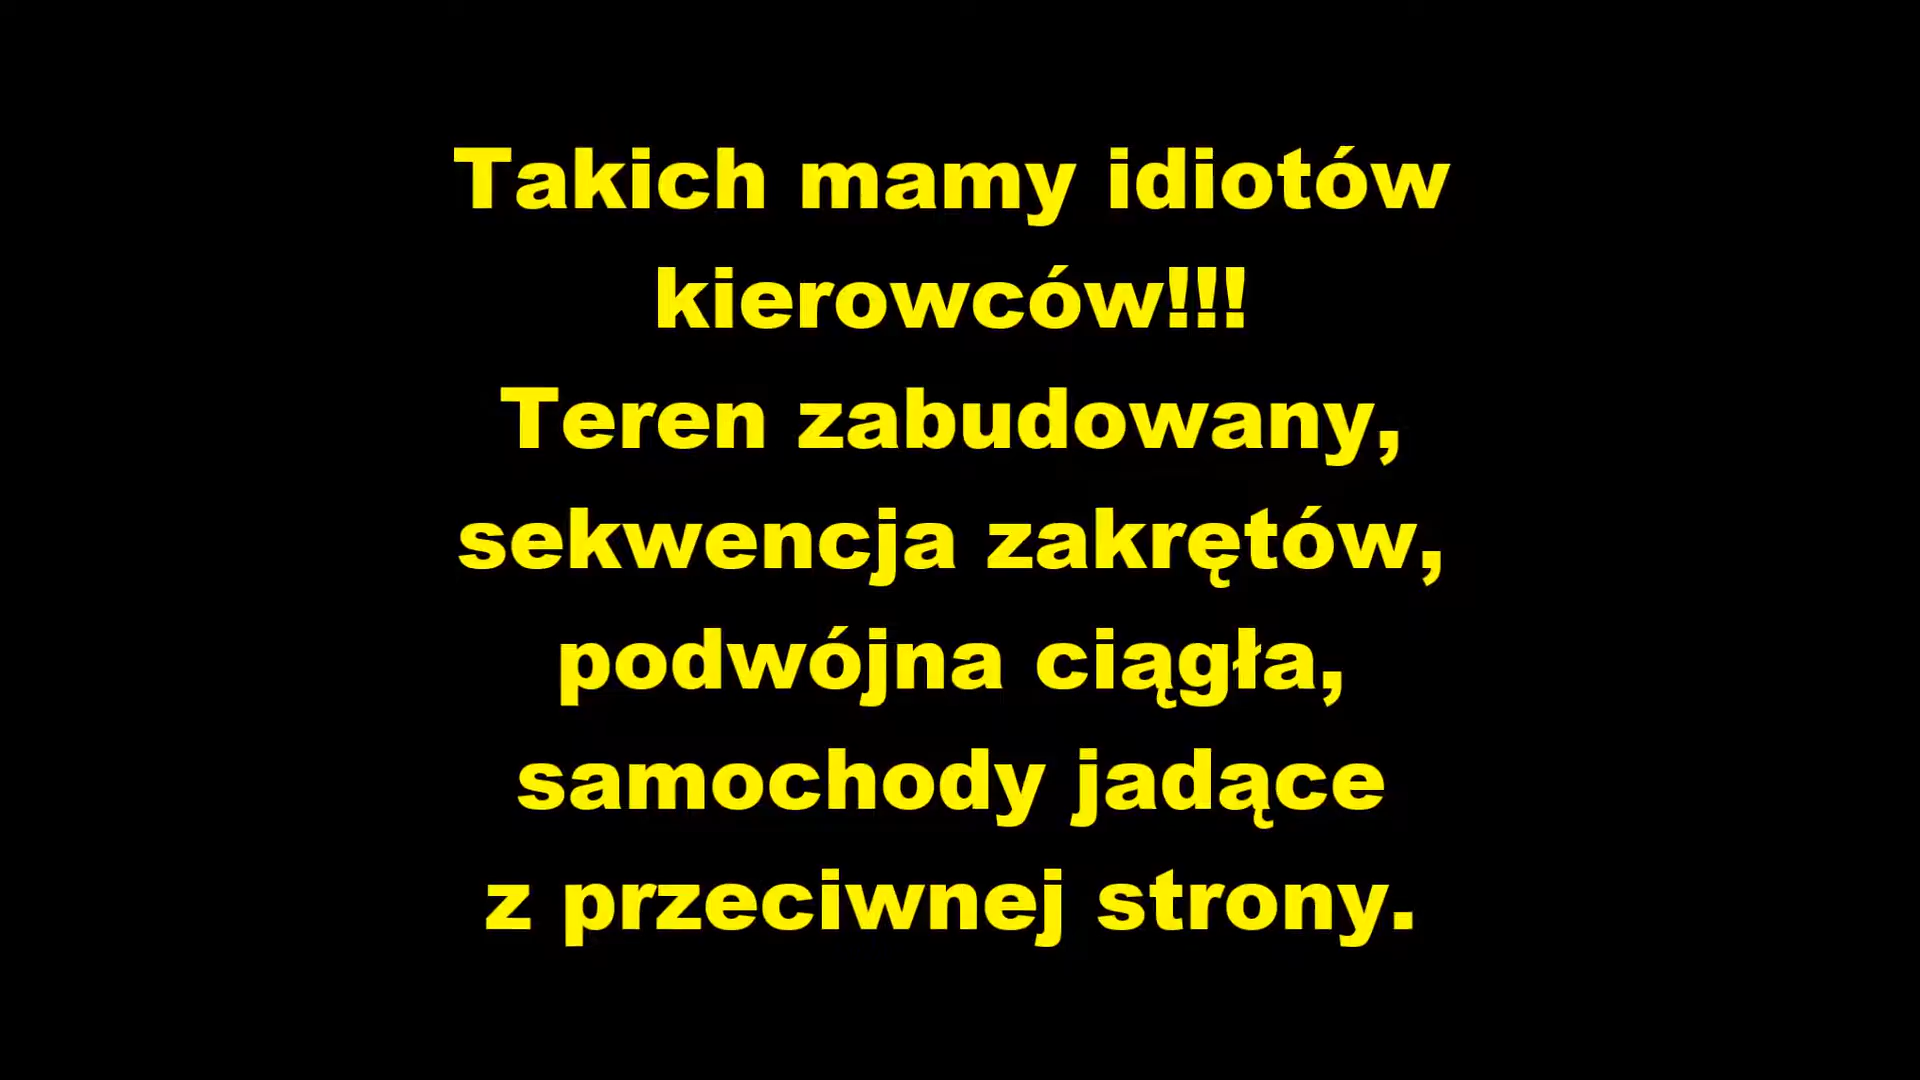 Takich mamy idiotów
kierowców!!!
Teren zabudowany,
sekwencja zakrętów,
podwójna ciągła,
samochody jadące
z przeciwnej strony.